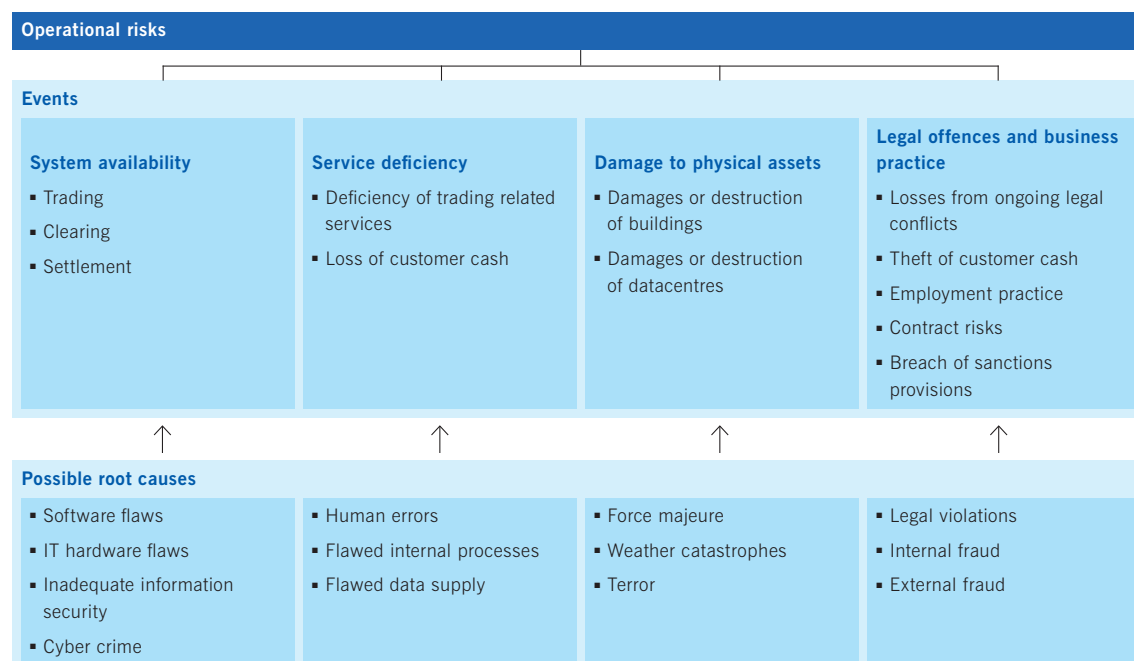 Operational risks
Events
System availability
▪ Trading
▪ Clearing
▪ Settlement
Service deficiency
▪ Deficiency of trading related
services
▪ Loss of customer cash
Damage to physical assets
▪ Damages or destruction
of buildings
▪ Damages or destruction
of datacentres
Legal offences and business
practice
▪ Losses from ongoing legal
conflicts
▪ Theft of customer cash
▪ Employment practice
▪ Contract risks
▪ Breach of sanctions
provisions
Possible root causes
▪ Software flaws
▪ IT hardware flaws
▪ Inadequate information
security
▪ Cyber crime
▪ Human errors
▪ Flawed internal processes
▪ Flawed data supply
▪ Force majeure
▪ Weather catastrophes
▪ Terror
▪ Legal violations
▪ Internal fraud
▪ External fraud